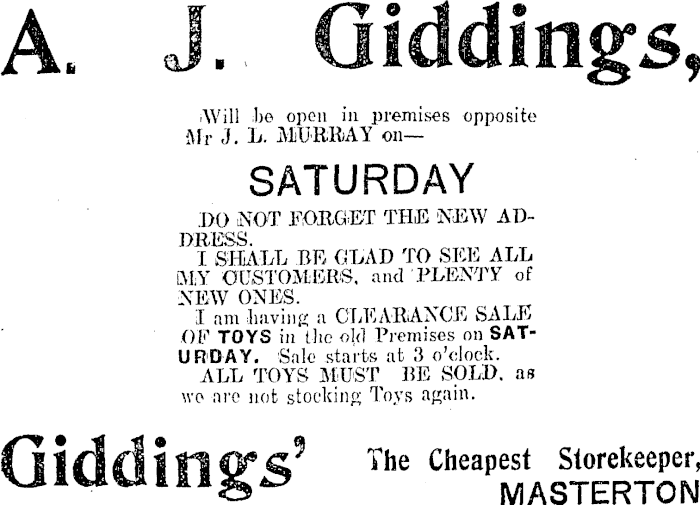 A. J. Giddings,
Will be open in premises opposite
Mr J. L. MURRAY on—
SATURDAY
DO NOT FORGET THE NEW AD-
DRESS.
I SHALL BE GLAD TO SEE ALL
MY CUSTOMERS, and PLENTY of
NEW ONES.
I am having a CLEARANCE SALE
OF TOYS in the old Premises on SAT-
URDAY. Sale starts at 3 o'clock.
ALL TOYS MUST BE SOLD, as
we are not stocking Toys again.
Giddings' The Cheapest Storekeeper,
MASTERTON